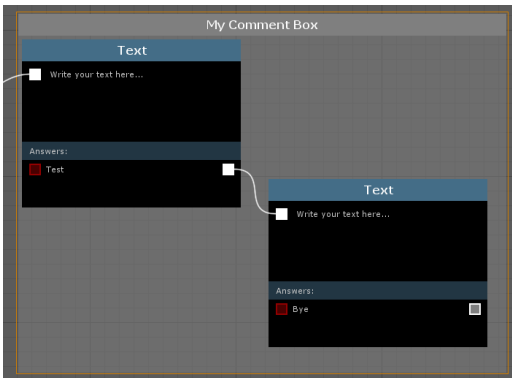 My Comment Box
Text
Write your text here...
Answers:
Test
Text
Write your text here...
Answers:
Bye